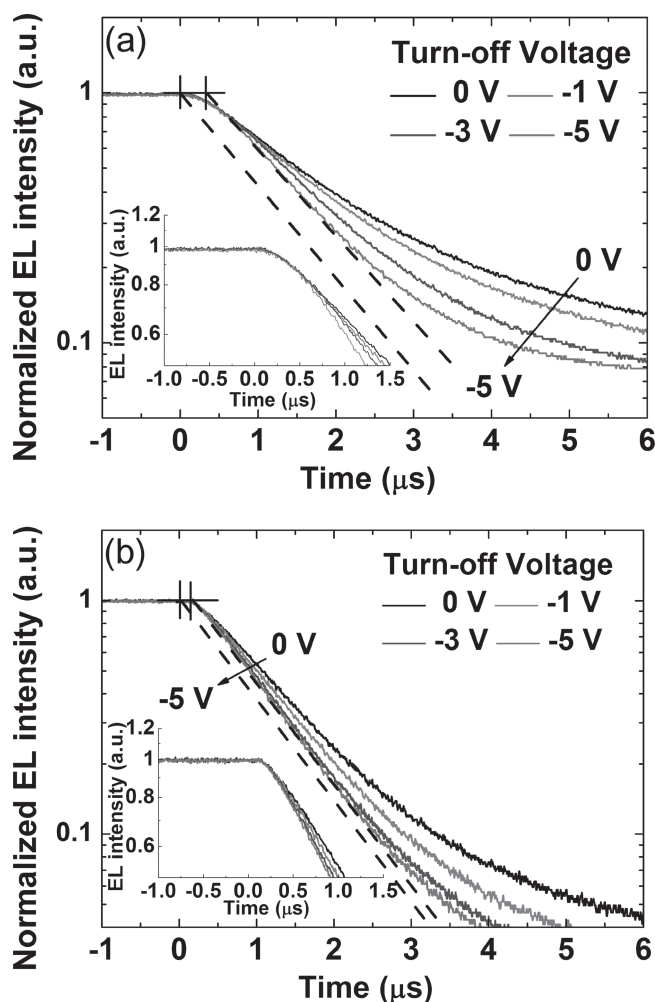 (a)
Turn-off Voltage
0 V -1 V
-3 V -5 V
Normalized EL intensity (a.u.)
1
0.1
0 V
-5 V
EL intensity (a.u.)
1.2
1
0.8
0.6
-1.0 -0.5 0.0 0.5 1.0 1.5
Time (μs)
-1 0 1 2 3 4 5 6
Time (μs)
(b)
Turn-off Voltage
0 V -1 V
-3 V -5 V
Normalized EL intensity (a.u.)
1
0.1
0 V
-5 V
EL intensity (a.u.)
1.2
1
0.8
0.6
-1.0 -0.5 0.0 0.5 1.0 1.5
Time (μs)
-1 0 1 2 3 4 5 6
Time (μs)